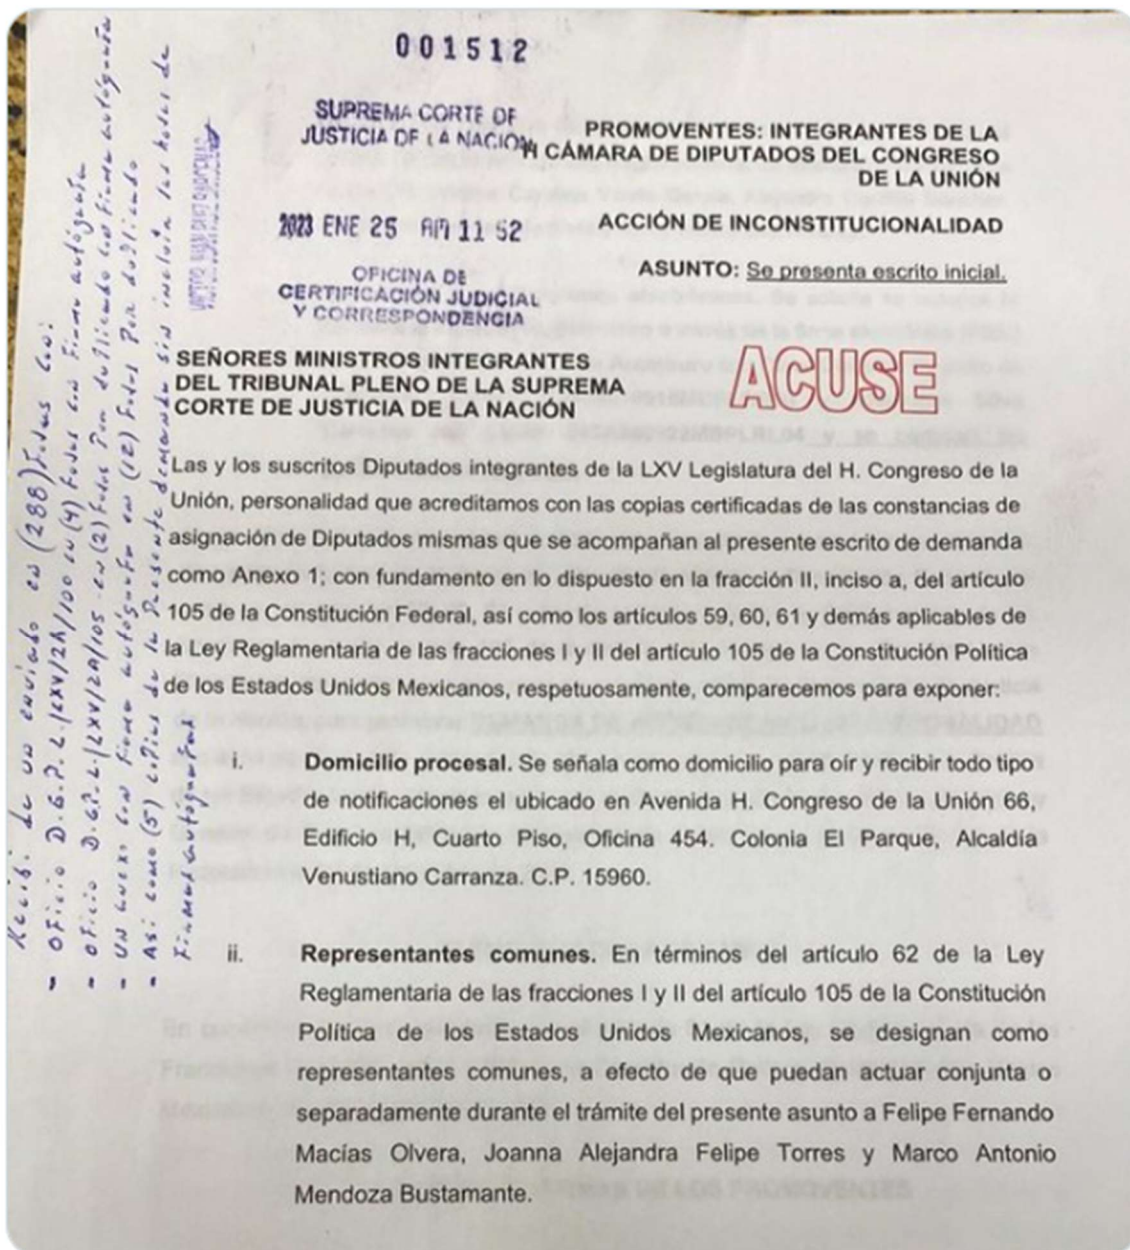 001512
SUPREMA CORTE DE
JUSTICIA DE LA NACION
2023 ENE 25 AM 11 52
OFICINA DE
CERTIFICACIÓN JUDICIAL
Y CORRESPONDENCIA
PROMOVENTES: INTEGRANTES DE LA
H CÁMARA DE DIPUTADOS DEL CONGRESO
DE LA UNIÓN
ACCIÓN DE INCONSTITUCIONALIDAD
ASUNTO: Se presenta escrito inicial.
SEÑORES MINISTROS INTEGRANTES
DEL TRIBUNAL PLENO DE LA SUPREMA
CORTE DE JUSTICIA DE LA NACIÓN
ACUSE
Las y los suscritos Diputados integrantes de la LXV Legislatura del H. Congreso de la
Unión, personalidad que acreditamos con las copias certificadas de las constancias de
asignación de Diputados mismas que se acompañan al presente escrito de demanda
como Anexo 1; con fundamento en lo dispuesto en la fracción II, inciso a, del artículo
105 de la Constitución Federal, así como los artículos 59, 60, 61 y demás aplicables de
la Ley Reglamentaria de las fracciones I y II del artículo 105 de la Constitución Política
de los Estados Unidos Mexicanos, respetuosamente, comparecemos para exponer:
i. Domicilio procesal. Se señala como domicilio para oír y recibir todo tipo
de notificaciones el ubicado en Avenida H. Congreso de la Unión 66,
Edificio H, Cuarto Piso, Oficina 454. Colonia El Parque, Alcaldía
Venustiano Carranza. C.P. 15960.
ii. Representantes comunes. En términos del artículo 62 de la Ley
Reglamentaria de las fracciones I y II del artículo 105 de la Constitución
Política de los Estados Unidos Mexicanos, se designan como
representantes comunes, a efecto de que puedan actuar conjunta o
separadamente durante el trámite del presente asunto a Felipe Fernando
Macías Olvera, Joanna Alejandra Felipe Torres y Marco Antonio
Mendoza Bustamante.
Recibí de un enviado en (288) fojas con:
- Oficio D.G.P.L./LXV/2A/100 en (4) fojas con firma autógrafa
- Oficio D.G.P.L./LXV/2A/105 en (2) fojas por duplicado con firma autógrafa
- Un anexo con firma autógrafa en (12) fojas por duplicado
- Así como (5) copias de la presente demanda sin incluir las hojas de